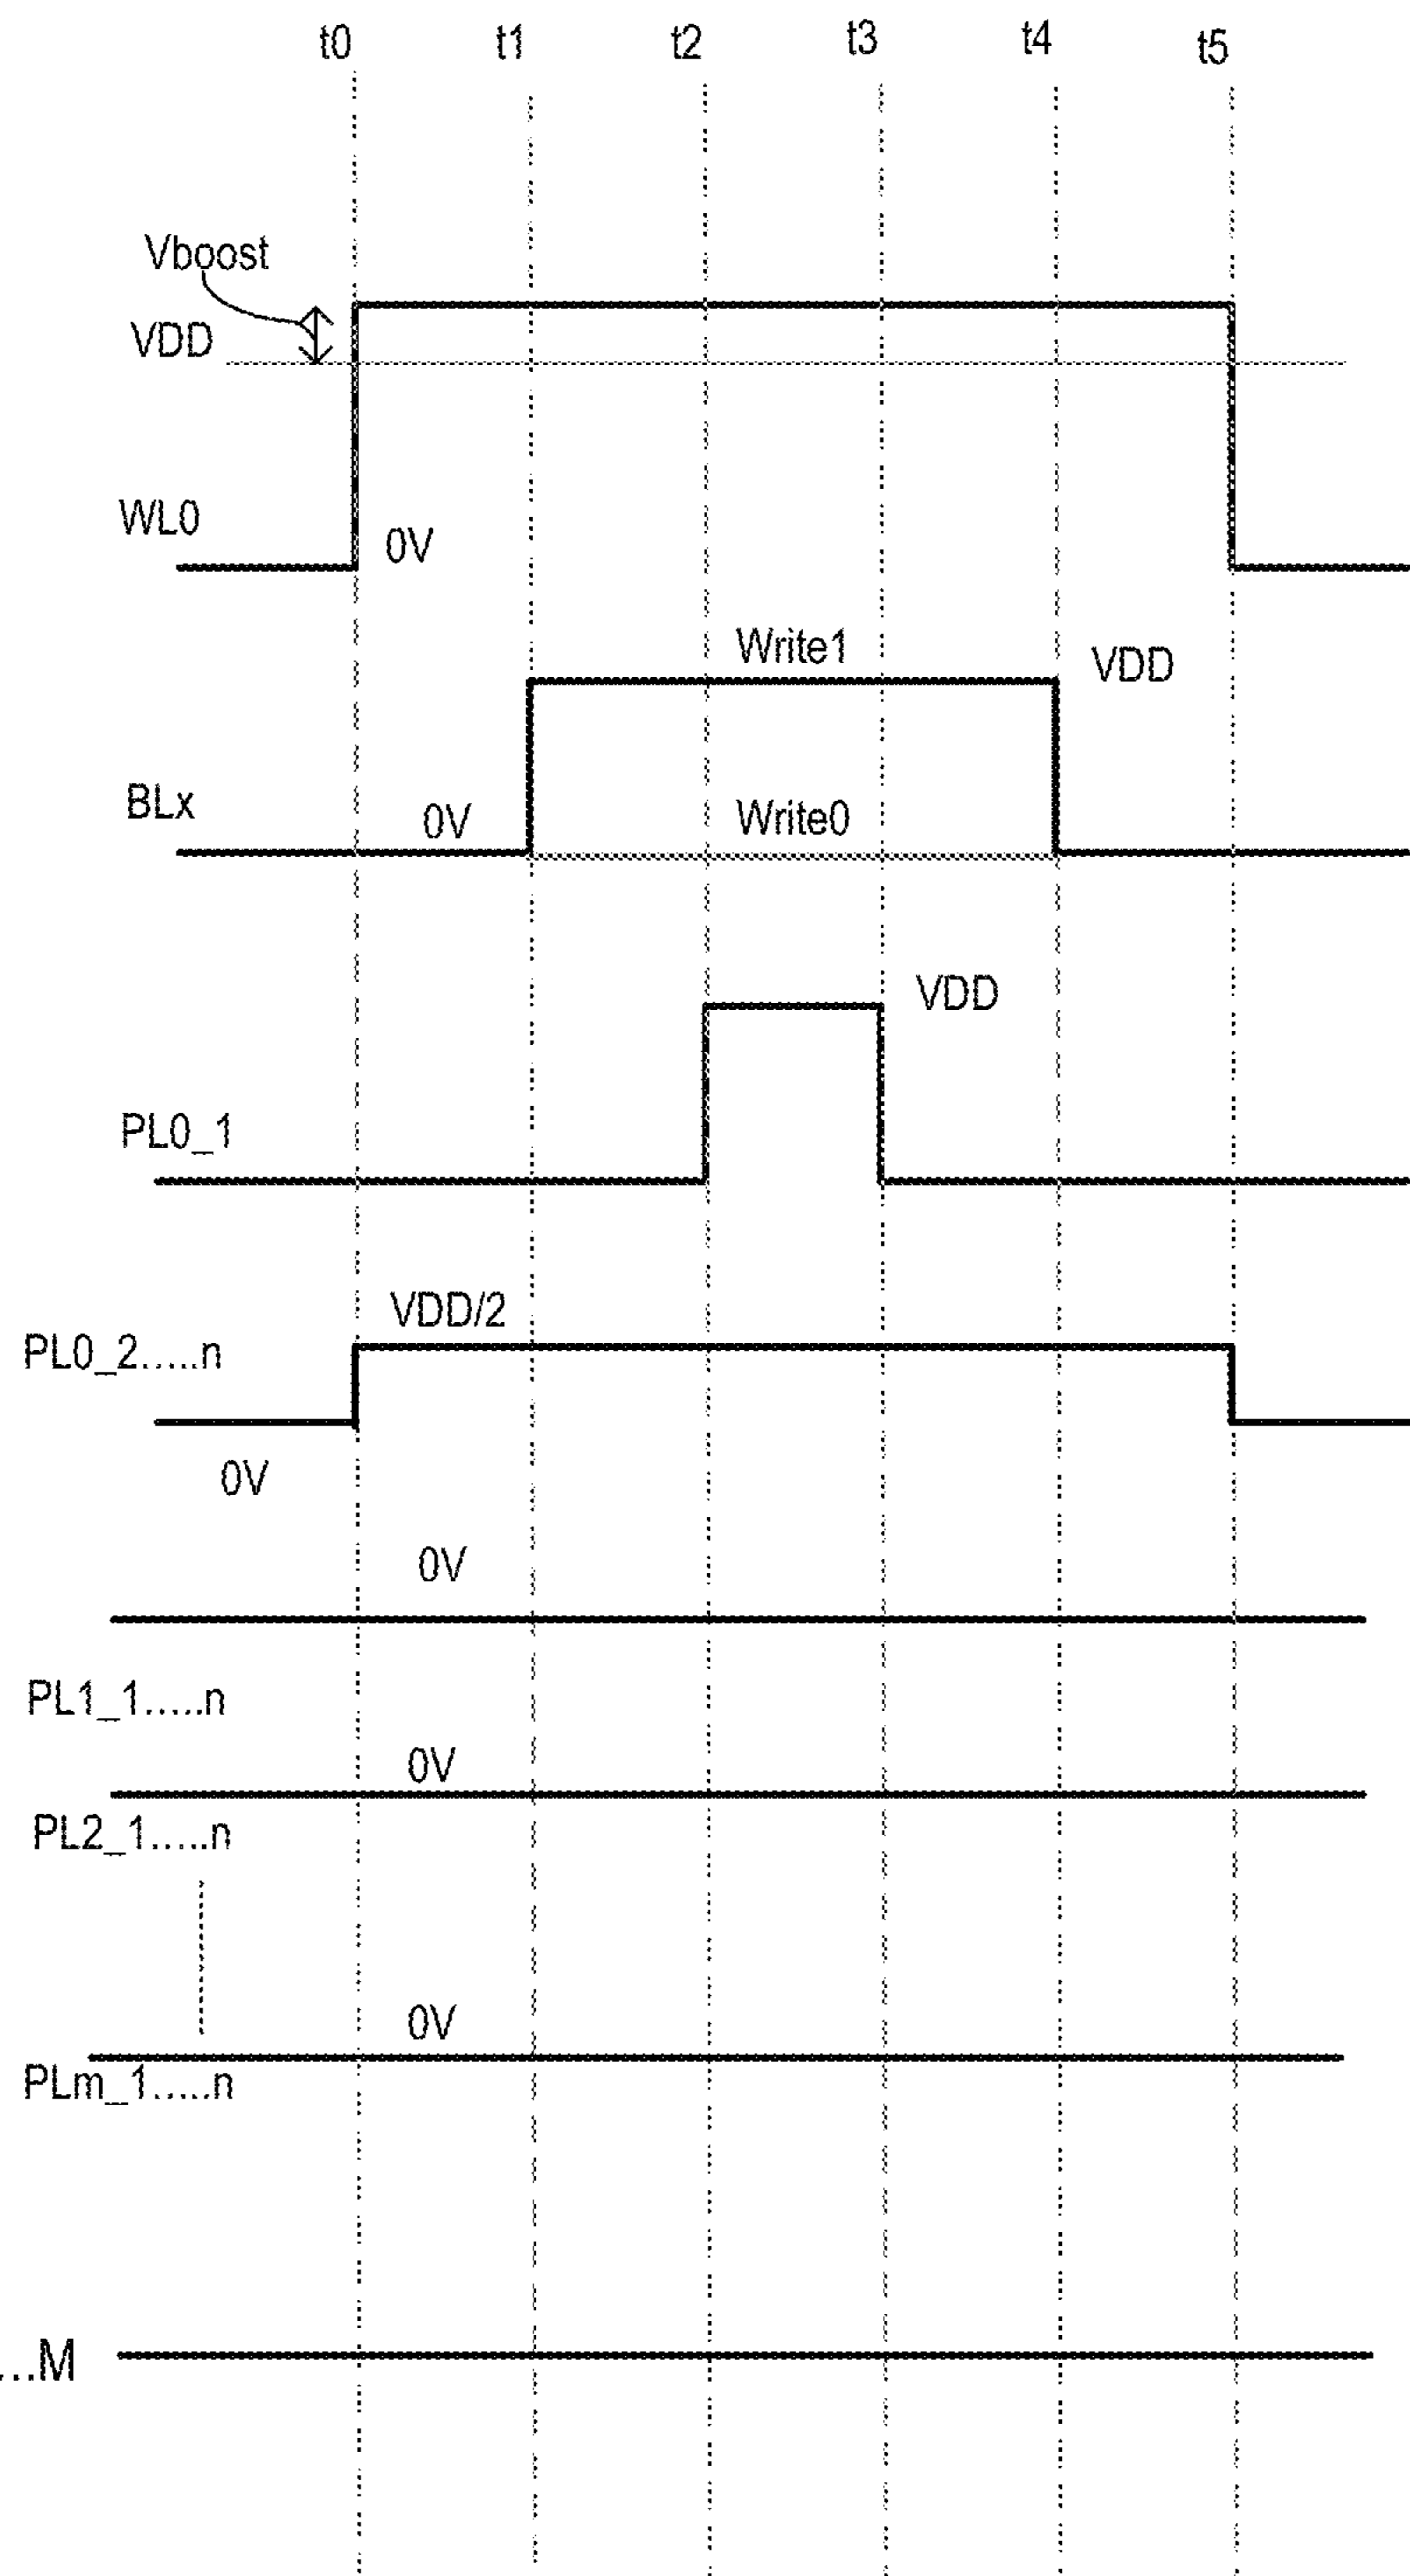 t0 t1 t2 t3 t4 t5
Vboost
VDD
WL0
0V
Write1
VDD
BLx
0V
Write0
VDD
PL0_1
VDD/2
PL0_2.....n
0V
0V
PL1_1.....n
0V
PL2_1.....n
0V
PLm_1.....n
...M